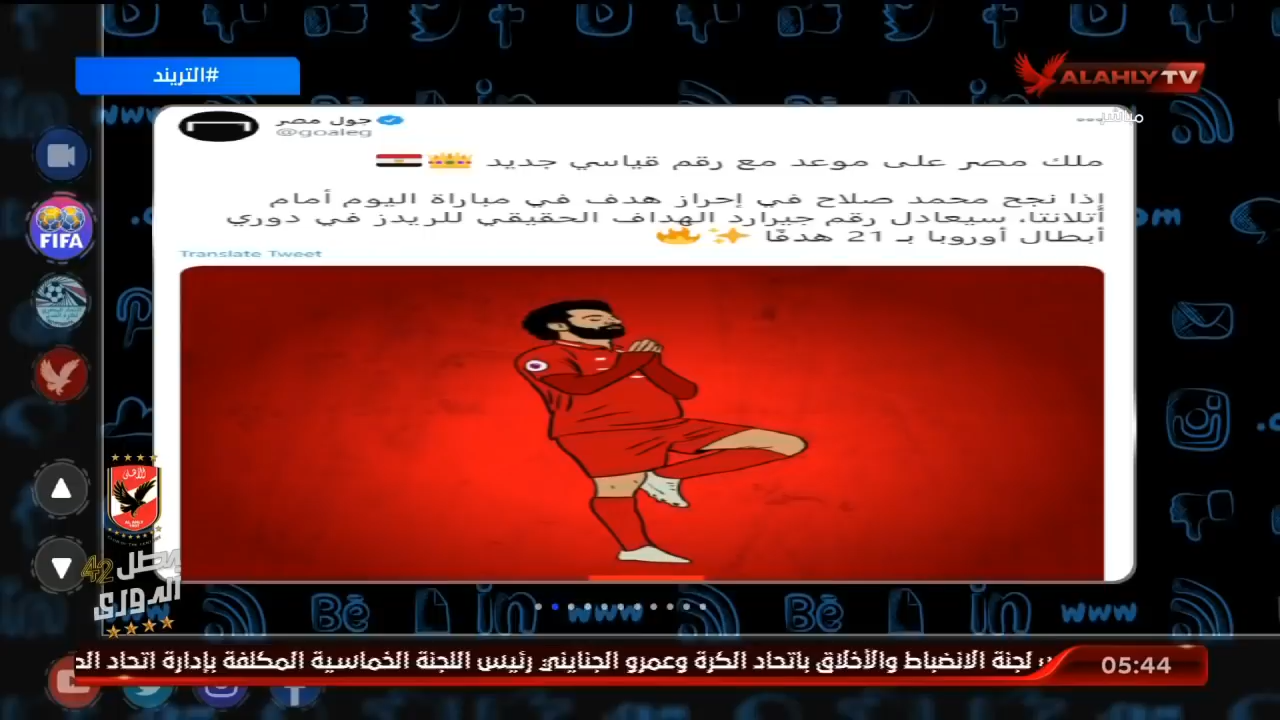 #التريند
ALAHLY TV
مباشر
جول مصر
@goaleg
ملك مصر على موعد مع رقم قياسي جديد
إذا نجح محمد صلاح في إحراز هدف في مباراة اليوم أمام
أتلانتا، سيعادل رقم جيرارد الهداف الحقيقي للريدز في دوري
أبطال أوروبا بـ 21 هدفًا
Translate Tweet
FIFA
بطل 42
الدوري
لجنة الانضباط والأخلاق باتحاد الكرة وعمرو الجنايني رئيس اللجنة الخماسية المكلفة بإدارة اتحاد
05:44